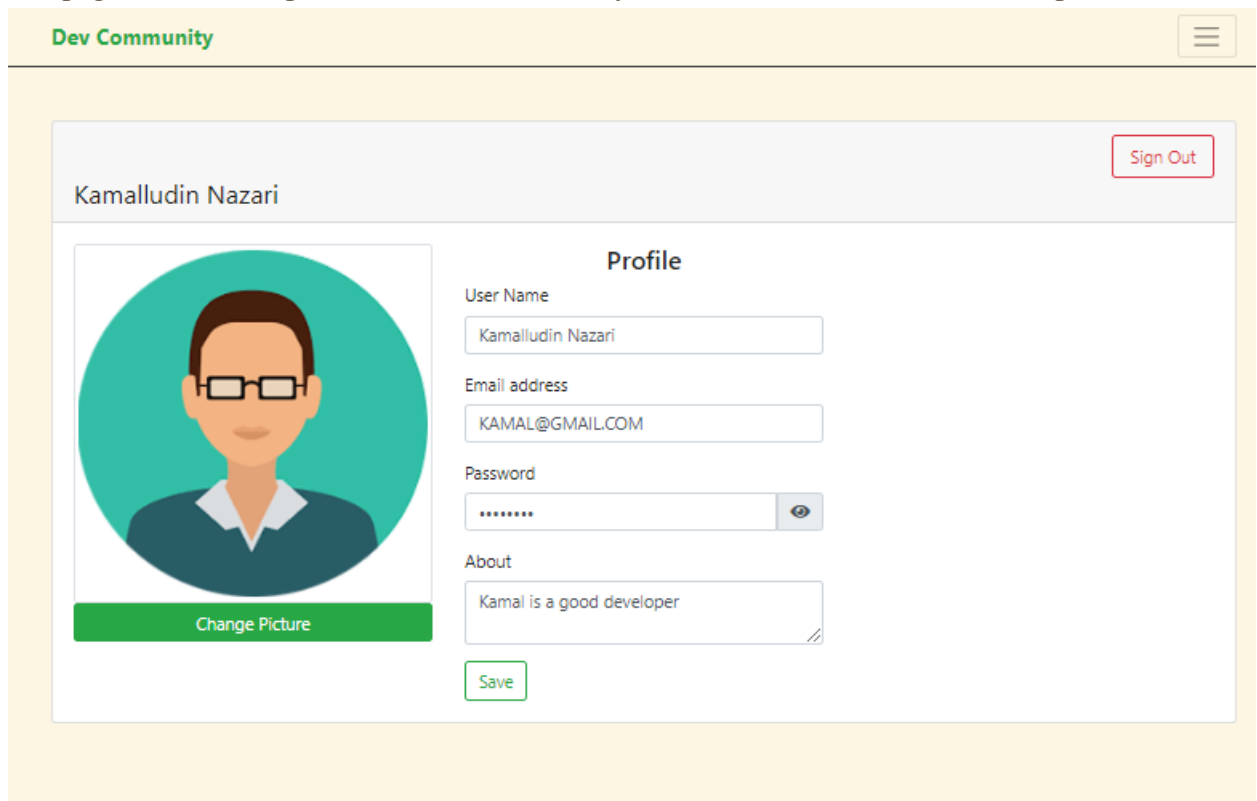 Dev Community
Sign Out
Kamalludin Nazari
Profile
User Name
Kamalludin Nazari
Email address
KAMAL@GMAIL.COM
Password
••••••••
About
Kamal is a good developer
Change Picture
Save